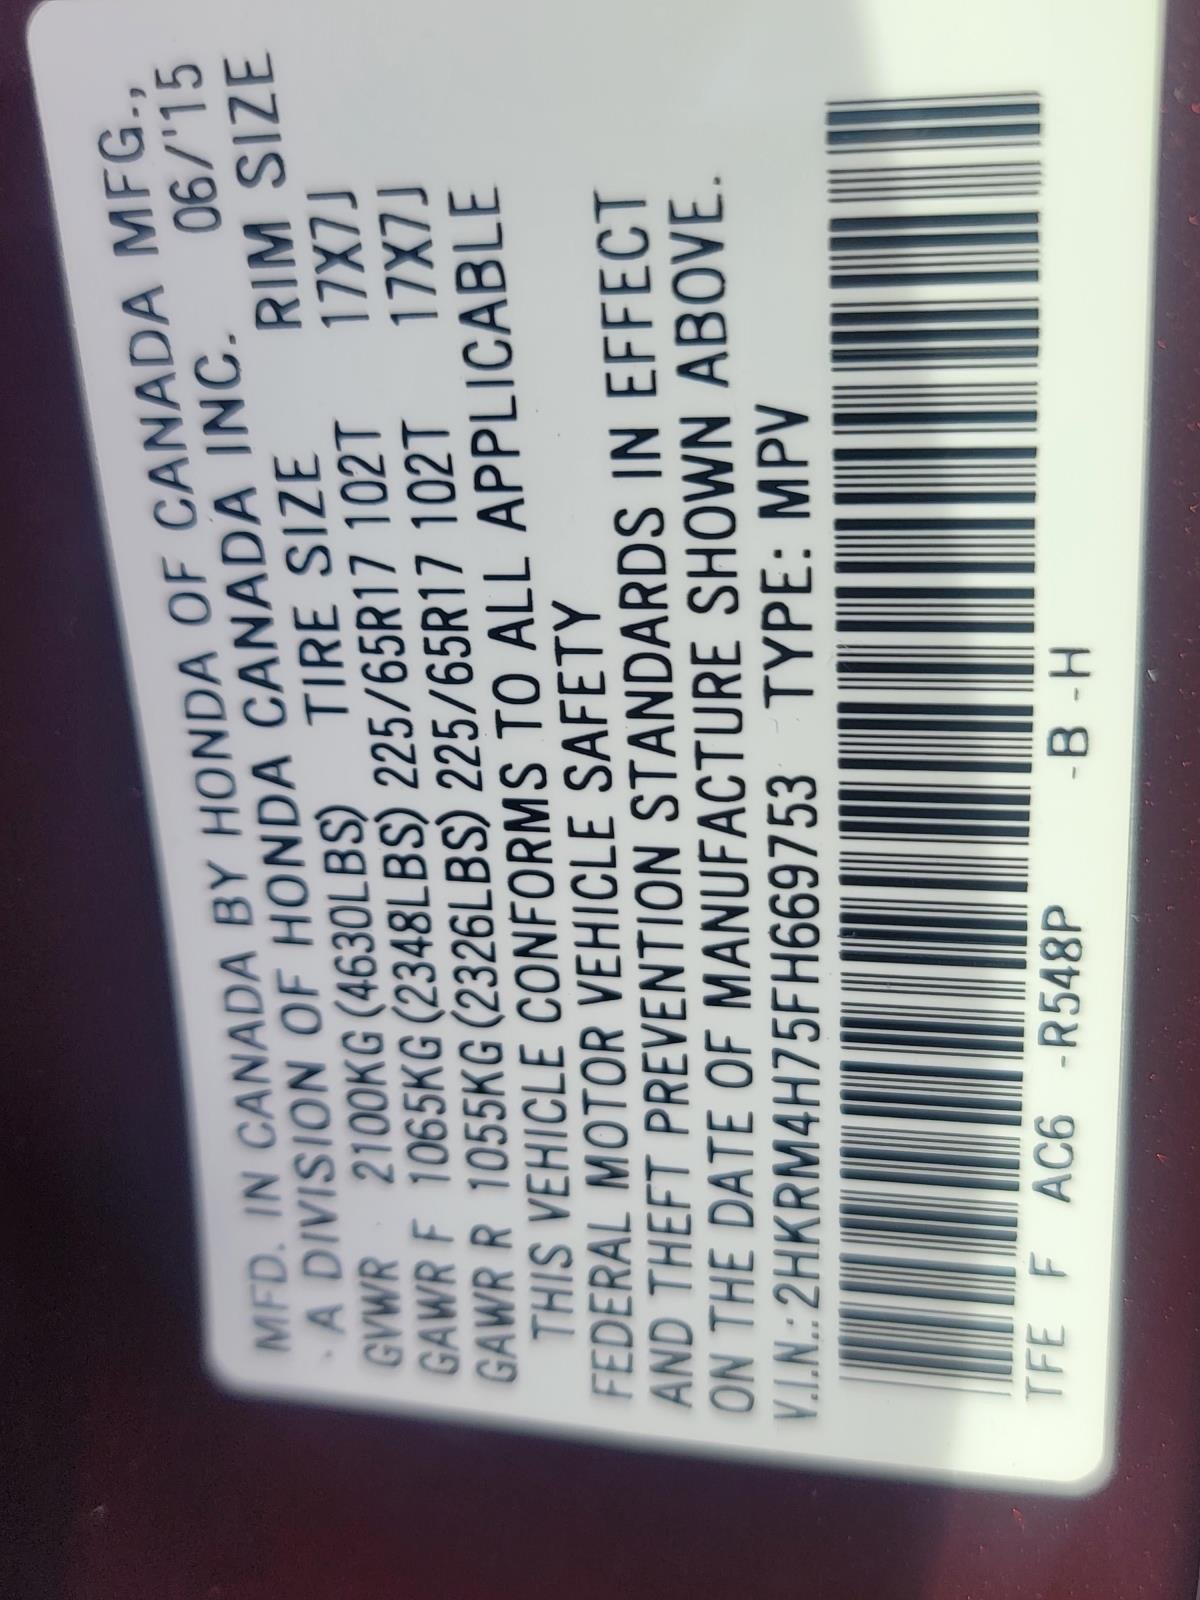 MFD. IN CANADA BY HONDA OF CANADA MFG.,
A DIVISION OF HONDA CANADA INC. 06/'15
TIRE SIZE RIM SIZE
GVWR 2100KG (4630LBS)
GAWR F 1065KG (2348LBS) 225/65R17 102T 17X7J
GAWR R 1055KG (2326LBS) 225/65R17 102T 17X7J
THIS VEHICLE CONFORMS TO ALL APPLICABLE
FEDERAL MOTOR VEHICLE SAFETY
AND THEFT PREVENTION STANDARDS IN EFFECT
ON THE DATE OF MANUFACTURE SHOWN ABOVE.
V.I.N.:2HKRM4H75FH669753 TYPE: MPV
TFE F AC6 -R548P -B -H